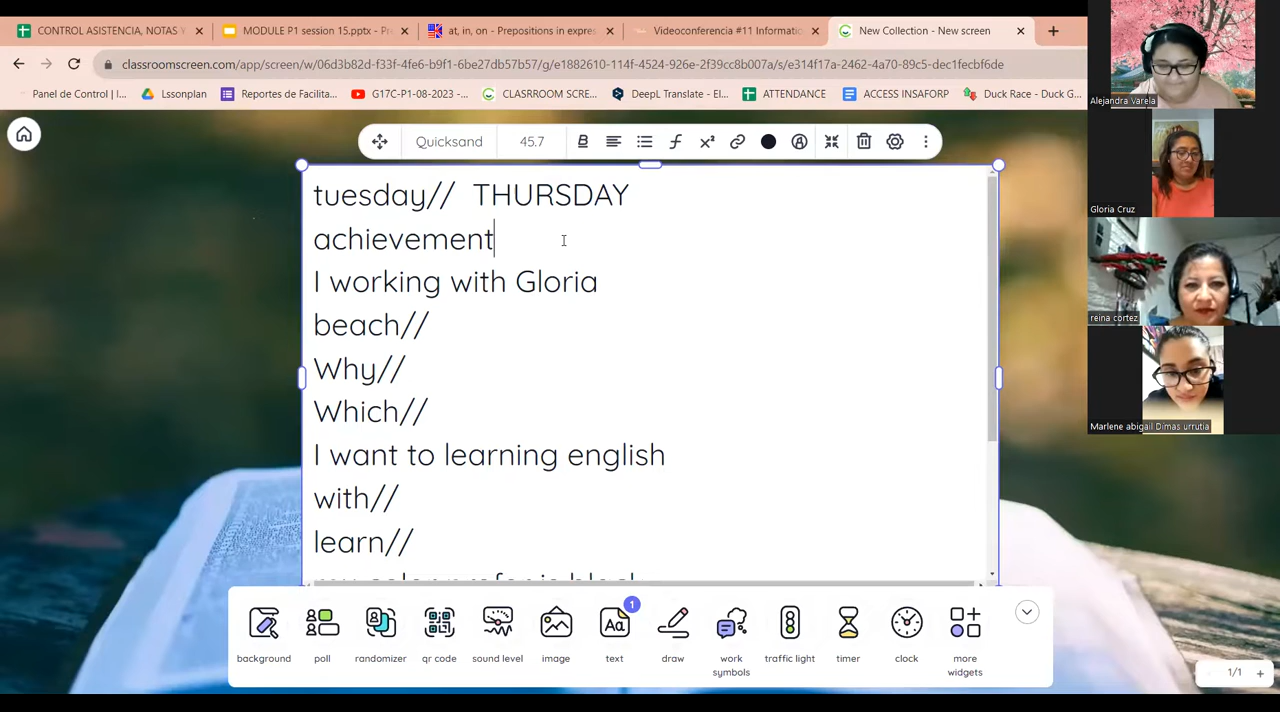 CONTROL ASISTENCIA, NOTAS Y
MODULE P1 session 15.pptx - Pr
at, in, on - Prepositions in expres
Videoconferencia #11 Informatio
New Collection - New screen
classroomscreen.com/app/screen/w/06d3b82d-f33f-4fe6-b9f1-6be27db57b57/g/e1882610-114f-4524-926e-2f39cc8b007a/s/e314f17a-2462-4a70-89c5-dec1fecbf6de
Panel de Control | I...
Lssonplan
Reportes de Facilita...
G17C-P1-08-2023 -...
CLASRROOM SCRE...
DeepL Translate - El...
ATTENDANCE
ACCESS INSAFORP
Duck Race - Duck G...
Quicksand
45.7
tuesday// THURSDAY
achievement
I working with Gloria
beach//
Why//
Which//
I want to learning english
with//
learn//
background
poll
randomizer
qr code
sound level
image
text
1
draw
work symbols
traffic light
timer
clock
more widgets
1/1
Alejandra Varela
Gloria Cruz
reina cortez
Marlene abigail Dimas urrutia